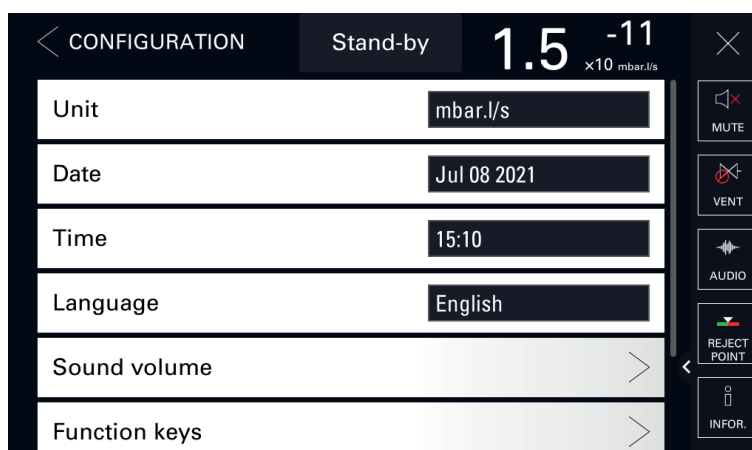 CONFIGURATION
Stand-by
1.5 -11
x10 mbar.l/s
Unit
mbar.l/s
Date
Jul 08 2021
Time
15:10
Language
English
Sound volume
Function keys
MUTE
VENT
AUDIO
REJECT
POINT
INFOR.